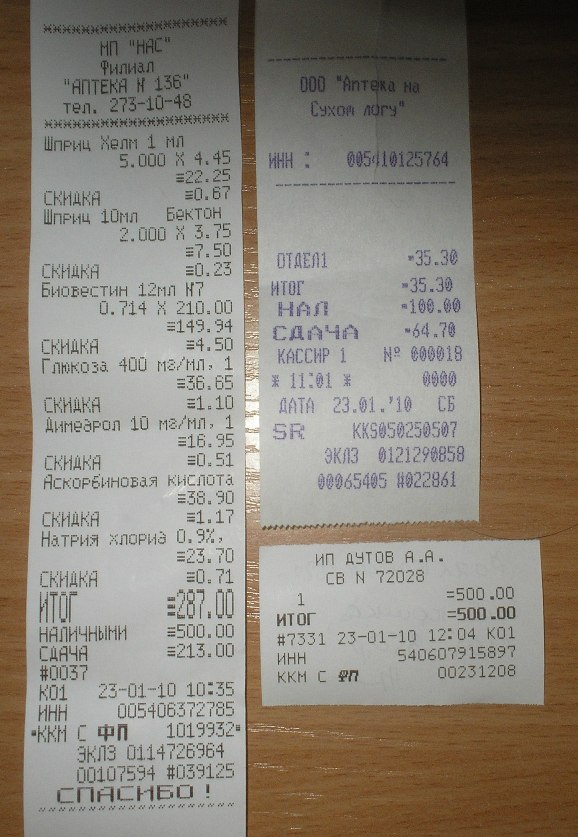 МП "НАС"
Филиал
"АПТЕКА N 136"
тел. 273-10-48
Шприц Хелм 1 мл
5.000 X 4.45
≡22.25
СКИДКА ≡0.67
Шприц 10мл Бектон
2.000 X 3.75
≡7.50
СКИДКА ≡0.23
Биовестин 12мл N7
0.714 X 210.00
≡149.94
СКИДКА ≡4.50
Глюкоза 400 мг/мл, 1
≡36.65
СКИДКА ≡1.10
Димедрол 10 мг/мл, 1
≡16.95
СКИДКА ≡0.51
Аскорбиновая кислота
≡38.90
СКИДКА ≡1.17
Натрия хлорид 0.9%,
≡23.70
СКИДКА ≡0.71
ИТОГ ≡287.00
НАЛИЧНЫМИ ≡500.00
СДАЧА ≡213.00
#0037
К01 23-01-10 10:35
ИНН 005406372785
*ККМ С ФП 1019932*
ЭКЛЗ 0114726964
00107594 #039125
СПАСИБО!
ООО "Аптека на
Сухом логу"
ИНН : 005410125764
ОТДЕЛ1 =35.30
ИТОГ =35.30
НАЛ =100.00
СДАЧА =64.70
КАССИР 1 № 000018
* 11:01 * 0000
ДАТА 23.01.'10 СБ
SR KKS050250507
ЭКЛЗ 0121290858
00065405 #022861
ИП ДУТОВ А.А.
СВ N 72028
1 =500.00
ИТОГ =500.00
#7331 23-01-10 12:04 К01
ИНН 540607915897
ККМ С ФП 00231208